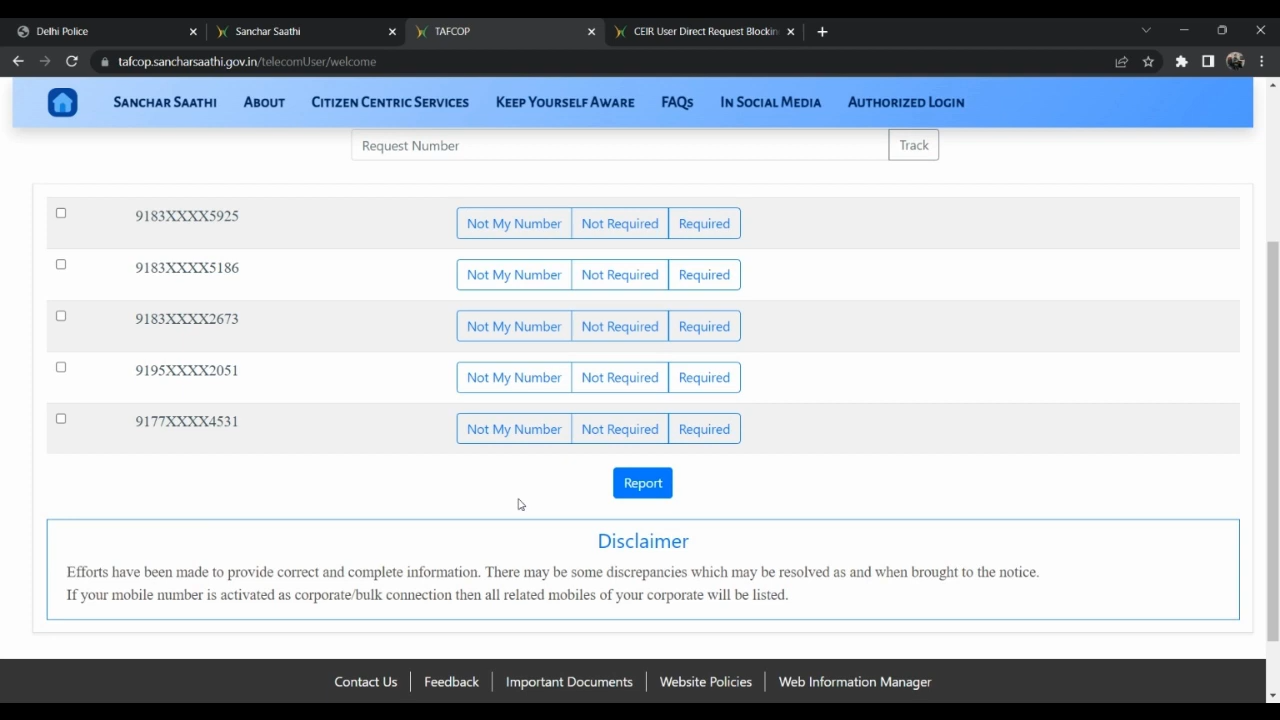 Delhi Police
Sanchar Saathi
TAFCOP
CEIR User Direct Request Blockin
tafcop.sancharsaathi.gov.in/telecomUser/welcome
SANCHAR SAATHI ABOUT CITIZEN CENTRIC SERVICES KEEP YOURSELF AWARE FAQs IN SOCIAL MEDIA AUTHORIZED LOGIN
Request Number Track
9183XXXX5925 Not My Number Not Required Required
9183XXXX5186 Not My Number Not Required Required
9183XXXX2673 Not My Number Not Required Required
9195XXXX2051 Not My Number Not Required Required
9177XXXX4531 Not My Number Not Required Required
Report
Disclaimer
Efforts have been made to provide correct and complete information. There may be some discrepancies which may be resolved as and when brought to the notice.
If your mobile number is activated as corporate/bulk connection then all related mobiles of your corporate will be listed.
Contact Us Feedback Important Documents Website Policies Web Information Manager